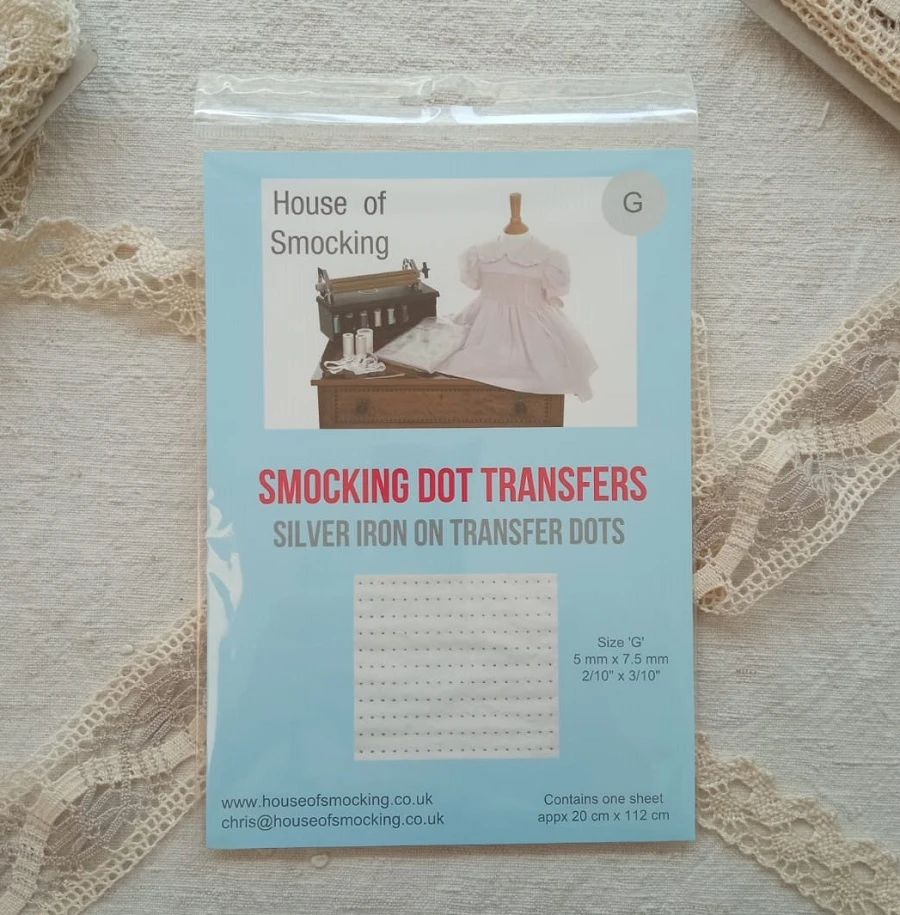 House of
Smocking
G
SMOCKING DOT TRANSFERS
SILVER IRON ON TRANSFER DOTS
Size 'G'
5 mm x 7.5 mm
2/10" x 3/10"
www.houseofsmocking.co.uk
chris@houseofsmocking.co.uk
Contains one sheet
appx 20 cm x 112 cm